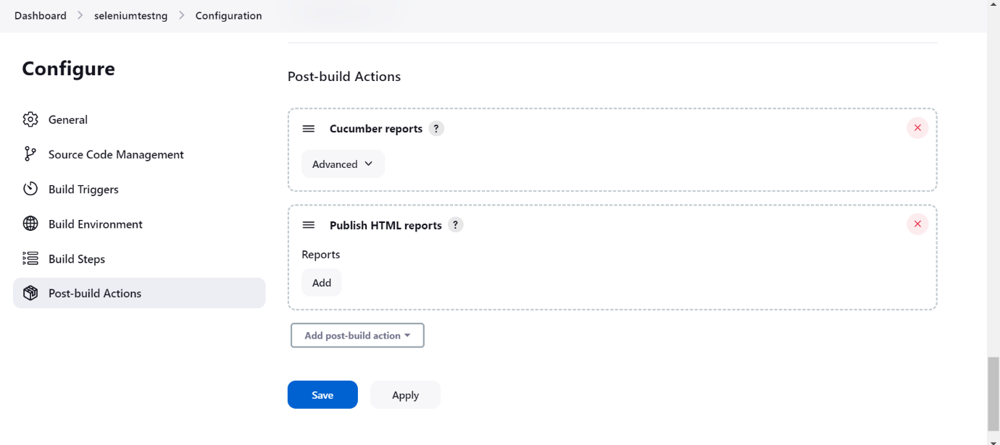 Dashboard seleniumtestng Configuration
Configure
General
Source Code Management
Build Triggers
Build Environment
Build Steps
Post-build Actions
Post-build Actions
Cucumber reports ?
Advanced
Publish HTML reports ?
Reports
Add
Add post-build action
Save Apply